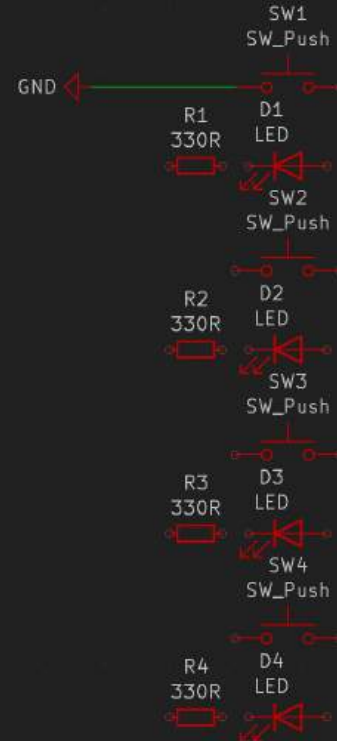 SW1
SW_Push
GND
R1
330R
D1
LED
SW2
SW_Push
R2
330R
D2
LED
SW3
SW_Push
R3
330R
D3
LED
SW4
SW_Push
R4
330R
D4
LED